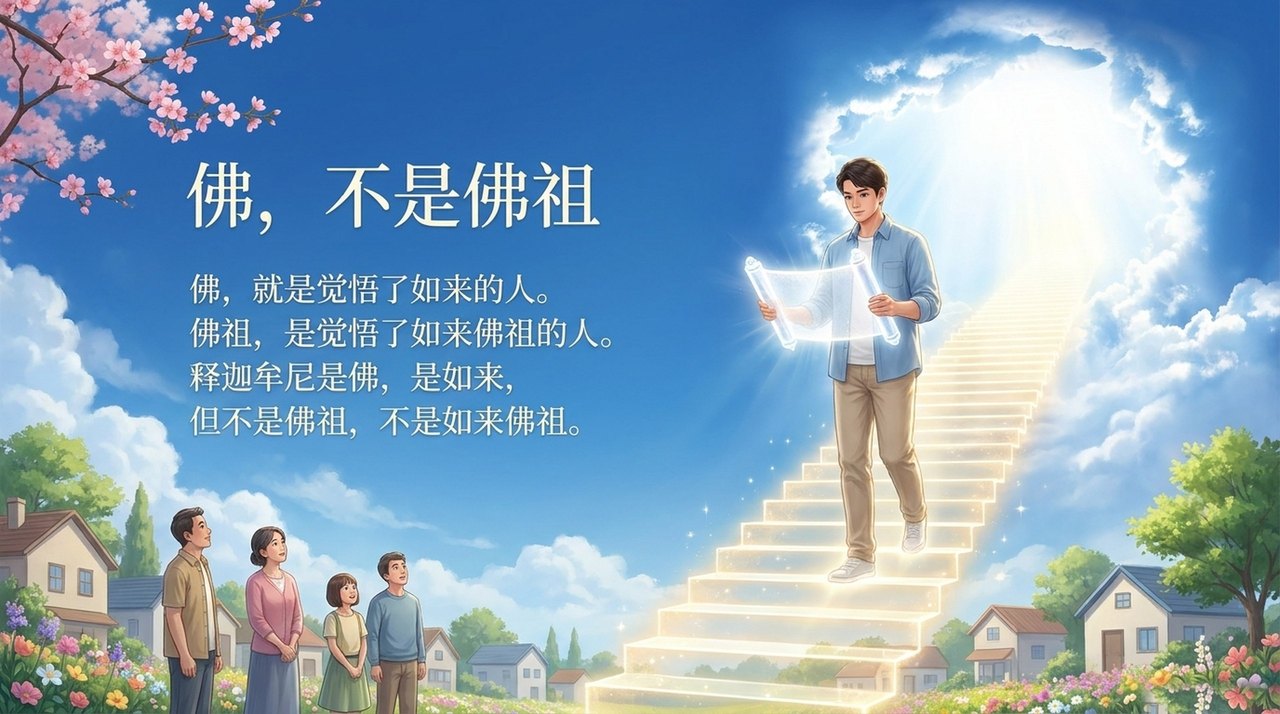 佛，不是佛祖
佛，就是觉悟了如来的人。
佛祖，是觉悟了如来佛祖的人。
释迦牟尼是佛，是如来，
但不是佛祖，不是如来佛祖。